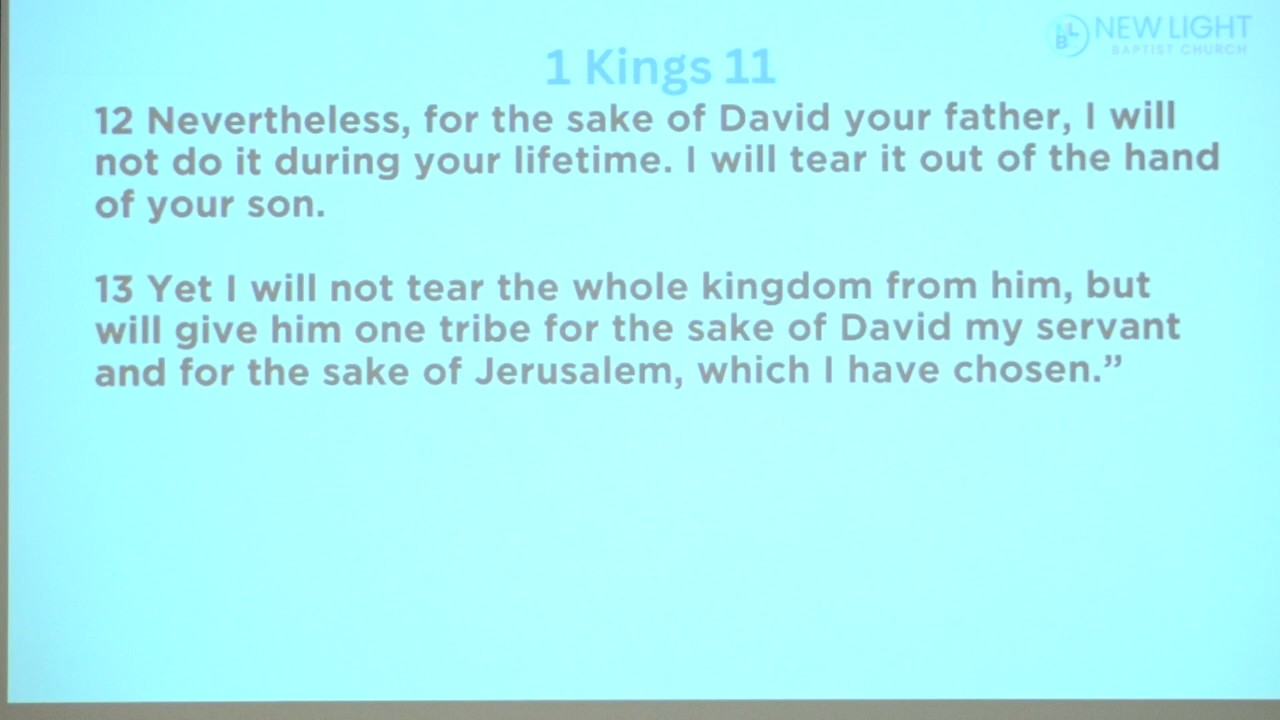 NEW LIGHT
BAPTIST CHURCH
1 Kings 11
12 Nevertheless, for the sake of David your father, I will
not do it during your lifetime. I will tear it out of the hand
of your son.
13 Yet I will not tear the whole kingdom from him, but
will give him one tribe for the sake of David my servant
and for the sake of Jerusalem, which I have chosen.”